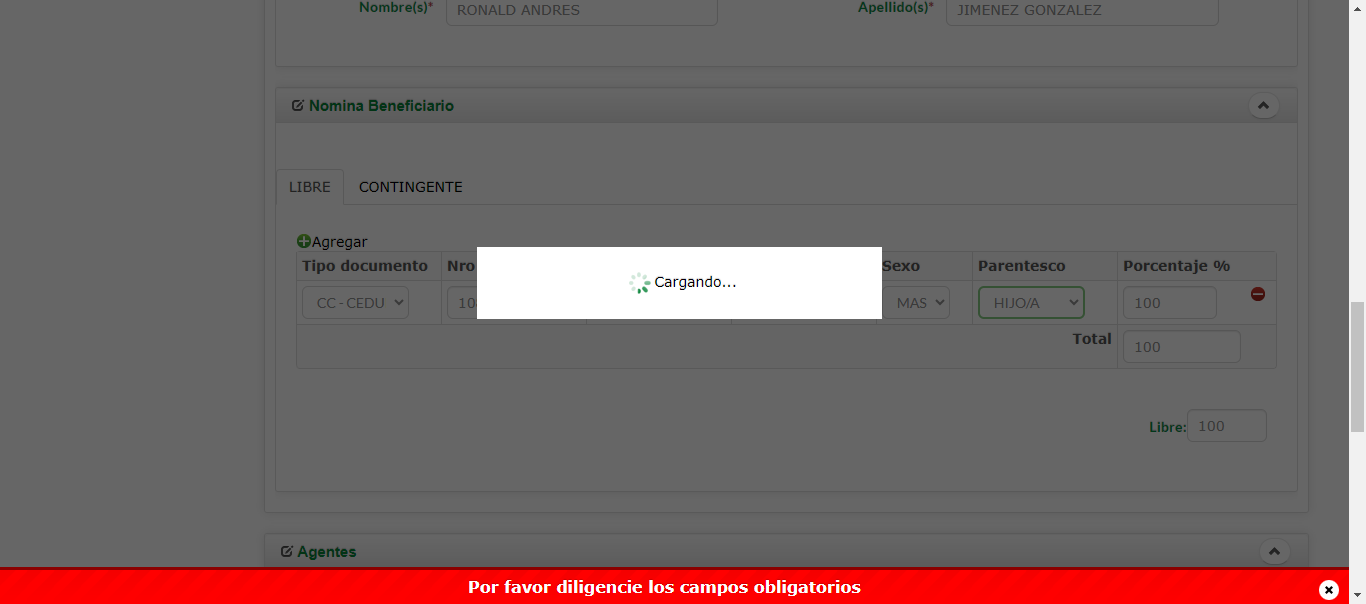 Nombre(s)* RONALD ANDRES Apellido(s)* JIMENEZ GONZALEZ
Nomina Beneficiario
LIBRE CONTINGENTE
Agregar
Tipo documento Nro Sexo Parentesco Porcentaje %
CC - CEDU MAS HIJO/A 100
Cargando...
Total 100
Libre: 100
Agentes
Por favor diligencie los campos obligatorios